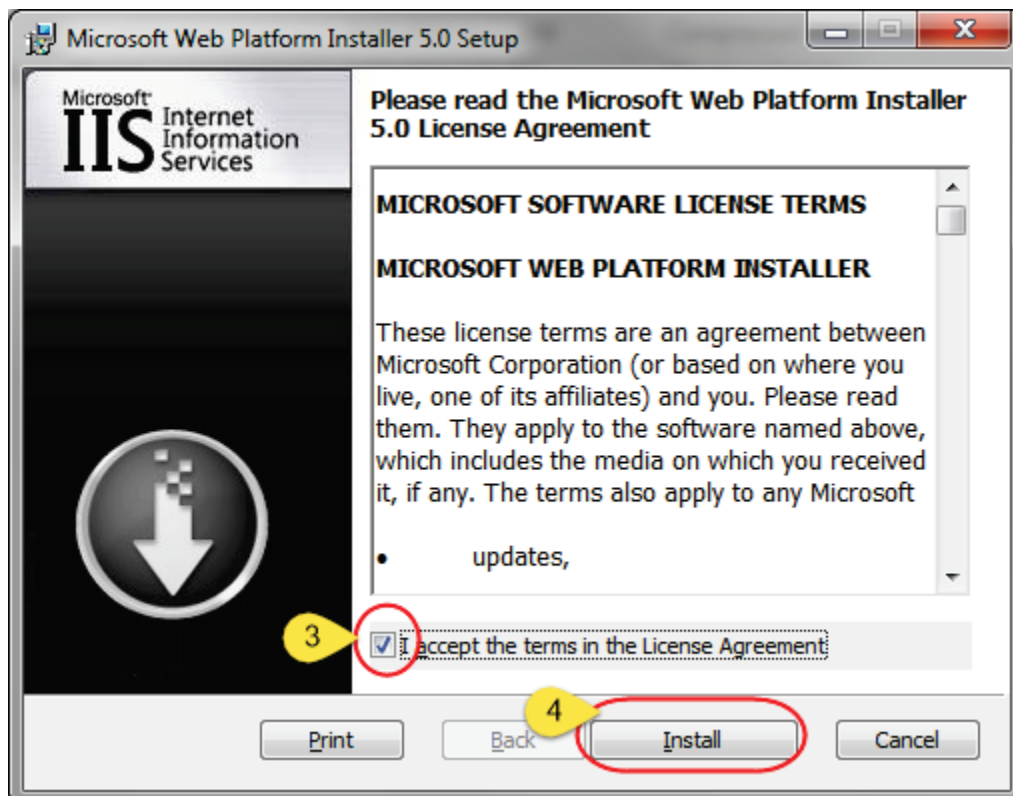 Microsoft Web Platform Installer 5.0 Setup
Microsoft
IIS Internet
Information
Services
Please read the Microsoft Web Platform Installer
5.0 License Agreement
MICROSOFT SOFTWARE LICENSE TERMS
MICROSOFT WEB PLATFORM INSTALLER
These license terms are an agreement between
Microsoft Corporation (or based on where you
live, one of its affiliates) and you. Please read
them. They apply to the software named above,
which includes the media on which you received
it, if any. The terms also apply to any Microsoft
• updates,
3
I accept the terms in the License Agreement
4
Print Back Install Cancel